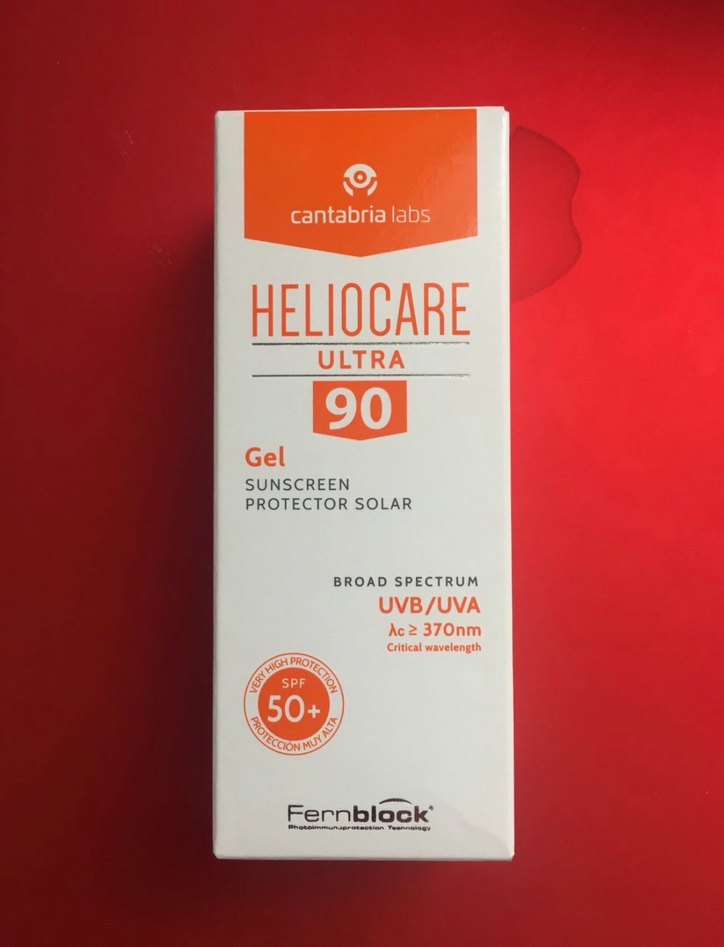 cantabria labs
HELIOCARE
ULTRA
90
Gel
SUNSCREEN
PROTECTOR SOLAR
BROAD SPECTRUM
UVB/UVA
λc ≥ 370nm
Critical wavelength
VERY HIGH PROTECTION
SPF
50+
PROTECCIÓN MUY ALTA
Fernblock®
Photoimmunoprotection Technology